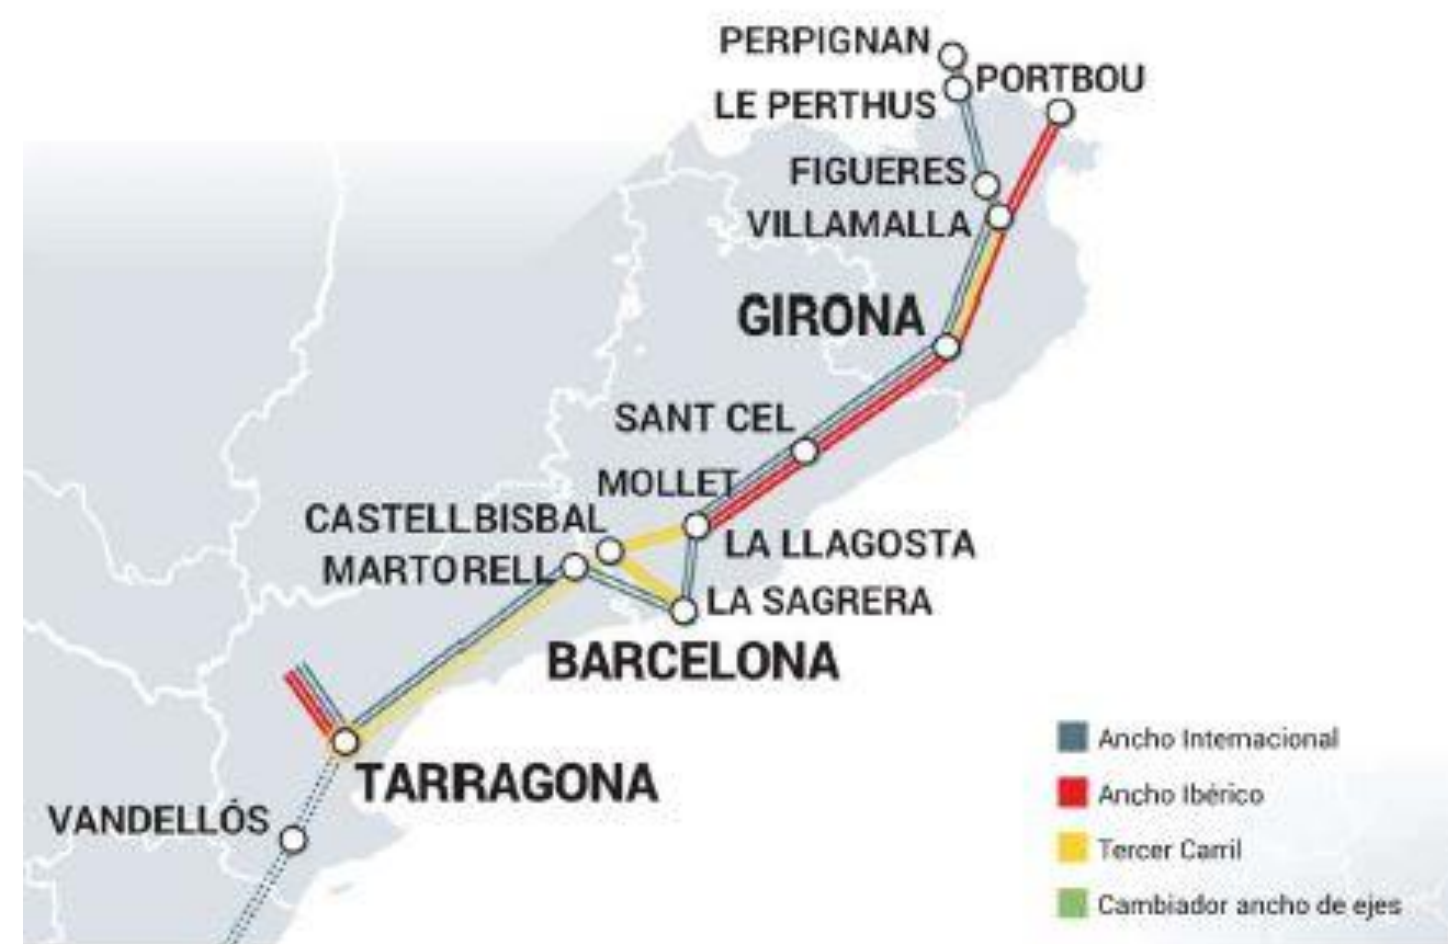 PERPIGNAN
PORTBOU
LE PERTHUS
FIGUERES
VILLAMALLA
GIRONA
SANT CEL
MOLLET
CASTELLBISBAL
LA LLAGOSTA
MARTORELL
LA SAGRERA
BARCELONA
TARRAGONA
VANDELLÓS
Ancho Internacional
Ancho Ibérico
Tercer Carril
Cambiador ancho de ejes